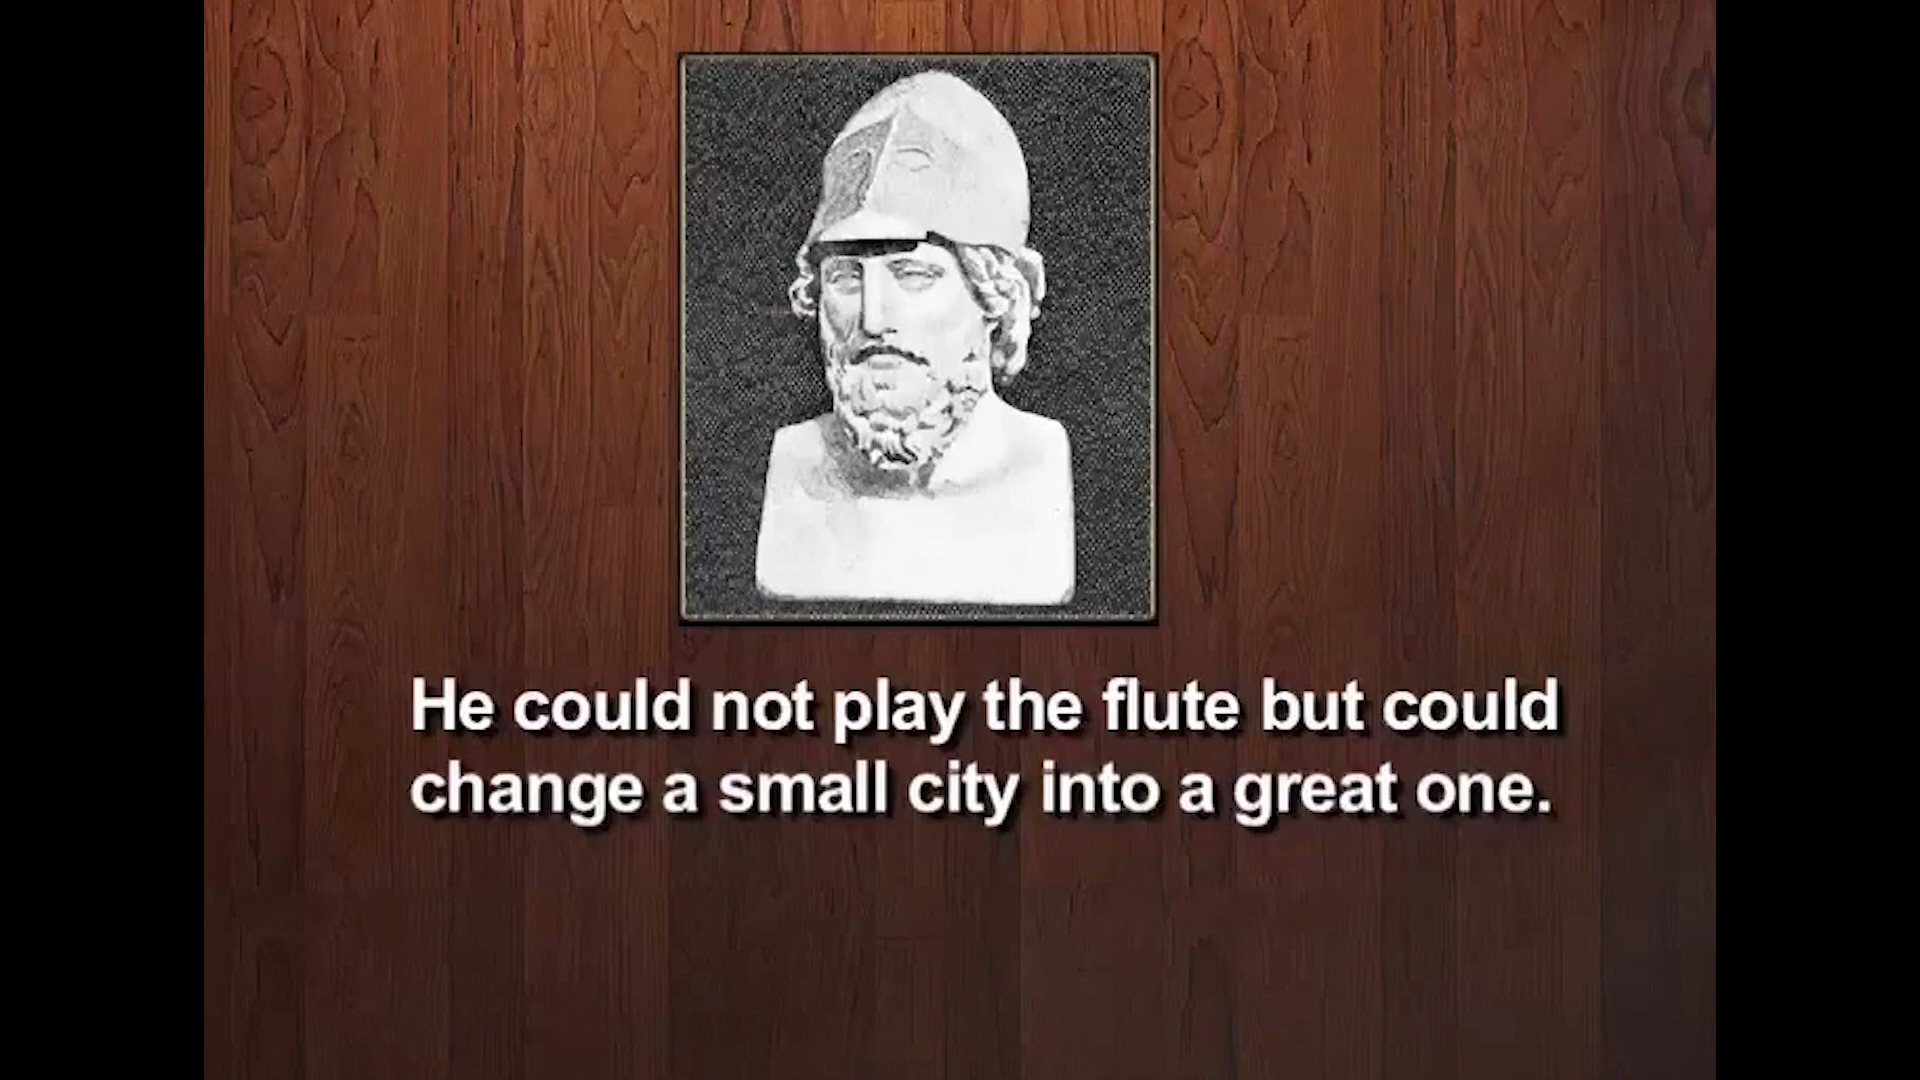 He could not play the flute but could
change a small city into a great one.